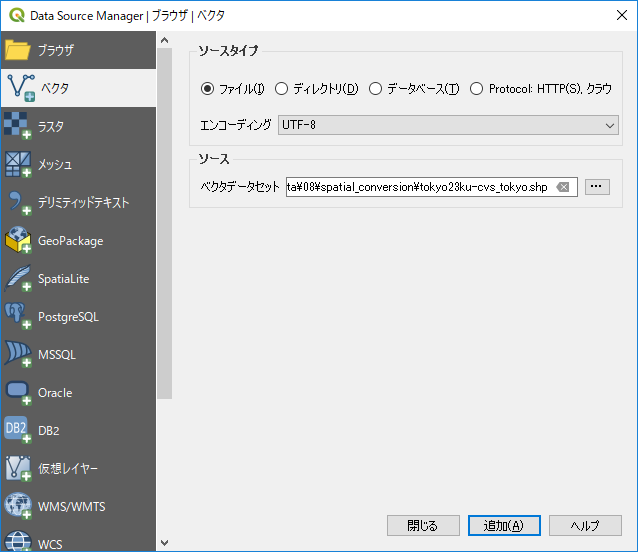 Data Source Manager | ブラウザ | ベクタ
ブラウザ
ベクタ
ラスタ
メッシュ
デリミティッドテキスト
GeoPackage
SpatiaLite
PostgreSQL
MSSQL
Oracle
DB2
DB2
仮想レイヤー
WMS/WMTS
WCS
ソースタイプ
ファイル(I) ディレクトリ(D) データベース(T) Protocol: HTTP(S), クラウ
エンコーディング UTF-8
ソース
ベクタデータセット ta¥08¥spatial_conversion¥tokyo23ku-cvs_tokyo.shp ...
閉じる 追加(A) ヘルプ